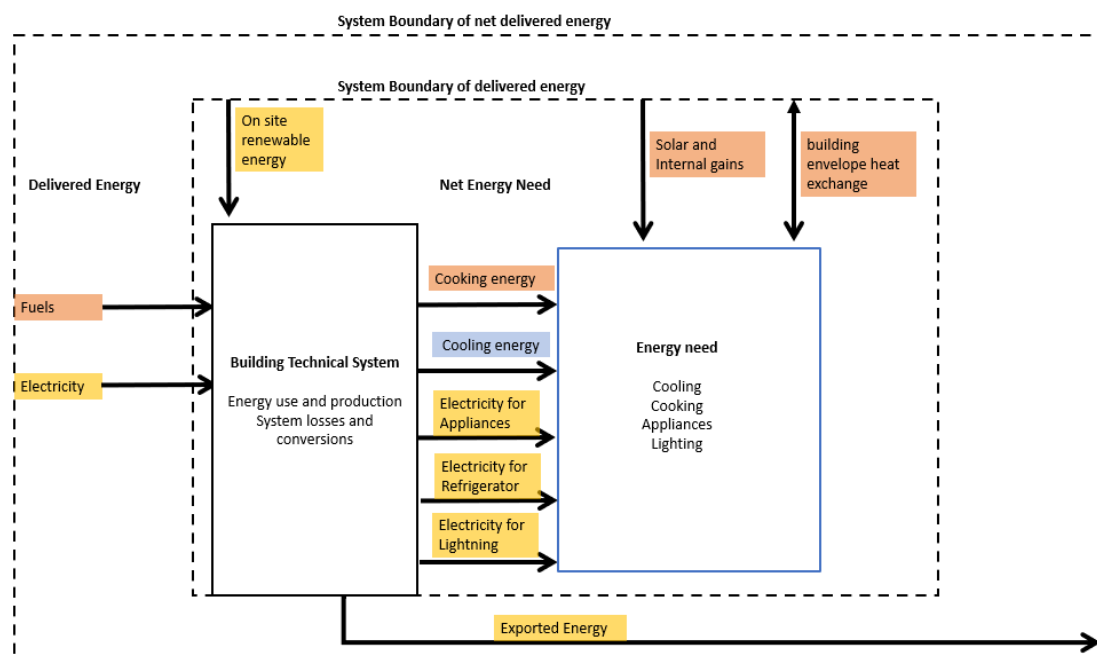 System Boundary of net delivered energy
System Boundary of delivered energy
On site
renewable
energy
Solar and
Internal gains
building
envelope heat
exchange
Delivered Energy
Net Energy Need
Fuels
Electricity
Building Technical System
Energy use and production
System losses and
conversions
Cooking energy
Cooling energy
Electricity for
Appliances
Electricity for
Refrigerator
Electricity for
Lightning
Energy need
Cooling
Cooking
Appliances
Lighting
Exported Energy